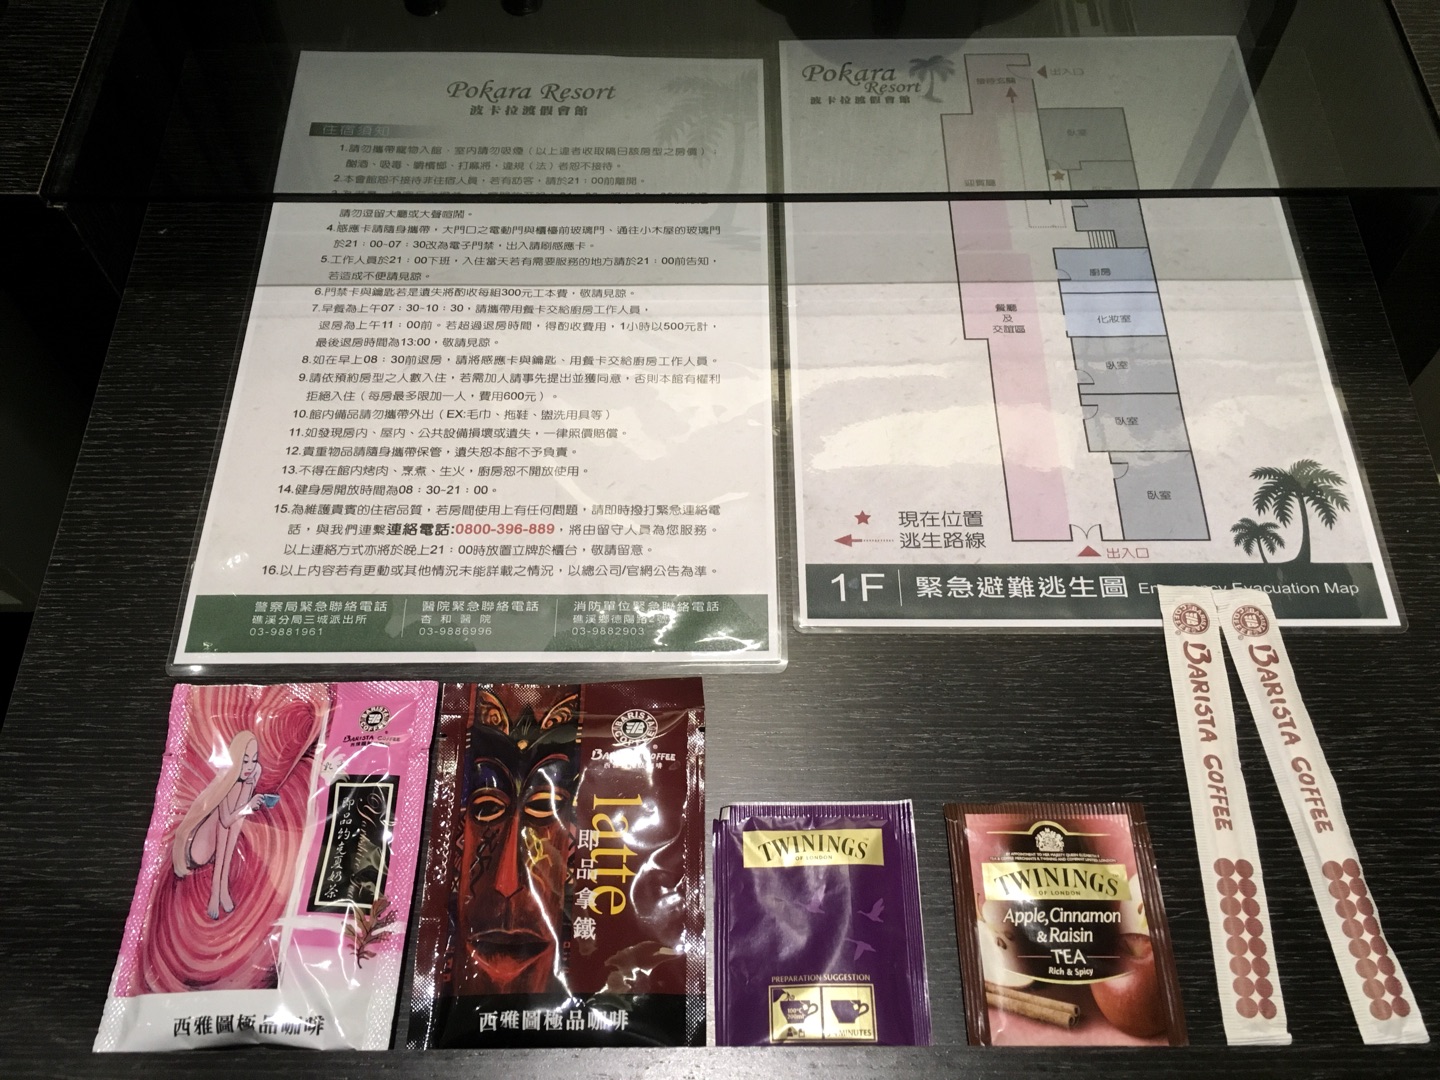 Pokara Resort
波卡拉渡假會館
住宿須知
1.請勿攜帶寵物入館，室內請勿吸煙（以上違者收取隔日該房型之房價），
酗酒、吸毒、嚼檳榔、打麻將，違規（法）者恕不接待。
2.本會館恕不接待非住宿人員，若有訪客，請於21：00前離開。
請勿逗留大廳或大聲喧鬧。
4.感應卡請隨身攜帶，大門口之電動門與櫃檯前玻璃門、通往小木屋的玻璃門
於21：00-07：30改為電子門禁，出入請刷感應卡。
5.工作人員於21：00下班，入住當天若有需要服務的地方請於21：00前告知，
若造成不便請見諒。
6.門禁卡與鑰匙若是遺失將酌收每組300元工本費，敬請見諒。
7.早餐為上午07：30-10：30，請攜帶用餐卡交給廚房工作人員，
退房為上午11：00前。若超過退房時間，得酌收費用，1小時以500元計，
最後退房時間為13:00，敬請見諒。
8.如在早上08：30前退房，請將感應卡與鑰匙、用餐卡交給廚房工作人員。
9.請依預約房型之人數入住，若需加人請事先提出並獲同意，否則本館有權利
拒絕入住（每房最多限加一人，費用600元）。
10.館內備品請勿攜帶外出（EX:毛巾、拖鞋、盥洗用具等）
11.如發現房內、屋內、公共設備損壞或遺失，一律照價賠償。
12.貴重物品請隨身攜帶保管，遺失恕本館不予負責。
13.不得在館內烤肉、烹煮、生火，廚房恕不開放使用。
14.健身房開放時間為08：30-21：00。
15.為維護貴賓的住宿品質，若房間使用上有任何問題，請即時撥打緊急連絡電
話，與我們連繫連絡電話:0800-396-889，將由留守人員為您服務。
以上連絡方式亦將於晚上21：00時放置立牌於櫃台，敬請留意。
16.以上內容若有更動或其他情況未能詳載之情況，以總公司/官網公告為準。
警察局緊急聯絡電話
礁溪分局三城派出所
03-9881961
醫院緊急聯絡電話
杏和醫院
03-9886996
消防單位緊急聯絡電話
礁溪鄉德陽路2號
03-9882903
Pokara
Resort
波卡拉渡假會館
出入口
接待玄關
臥室
迎賓廳
廚房
餐廳
及
交誼區
化妝室
臥室
臥室
臥室
現在位置
逃生路線
出入口
1F 緊急避難逃生圖 Emergency Evacuation Map
BARISTA COFFEE
即品約克夏奶茶
西雅圖極品咖啡
BARISTA COFFEE
latte
即品拿鐵
西雅圖極品咖啡
TWININGS
OF LONDON
PREPARATION SUGGESTION
100°C
200ml
MINUTES
TWININGS
OF LONDON
Apple, Cinnamon
& Raisin
TEA
Rich & Spicy
BARISTA COFFEE
BARISTA COFFEE